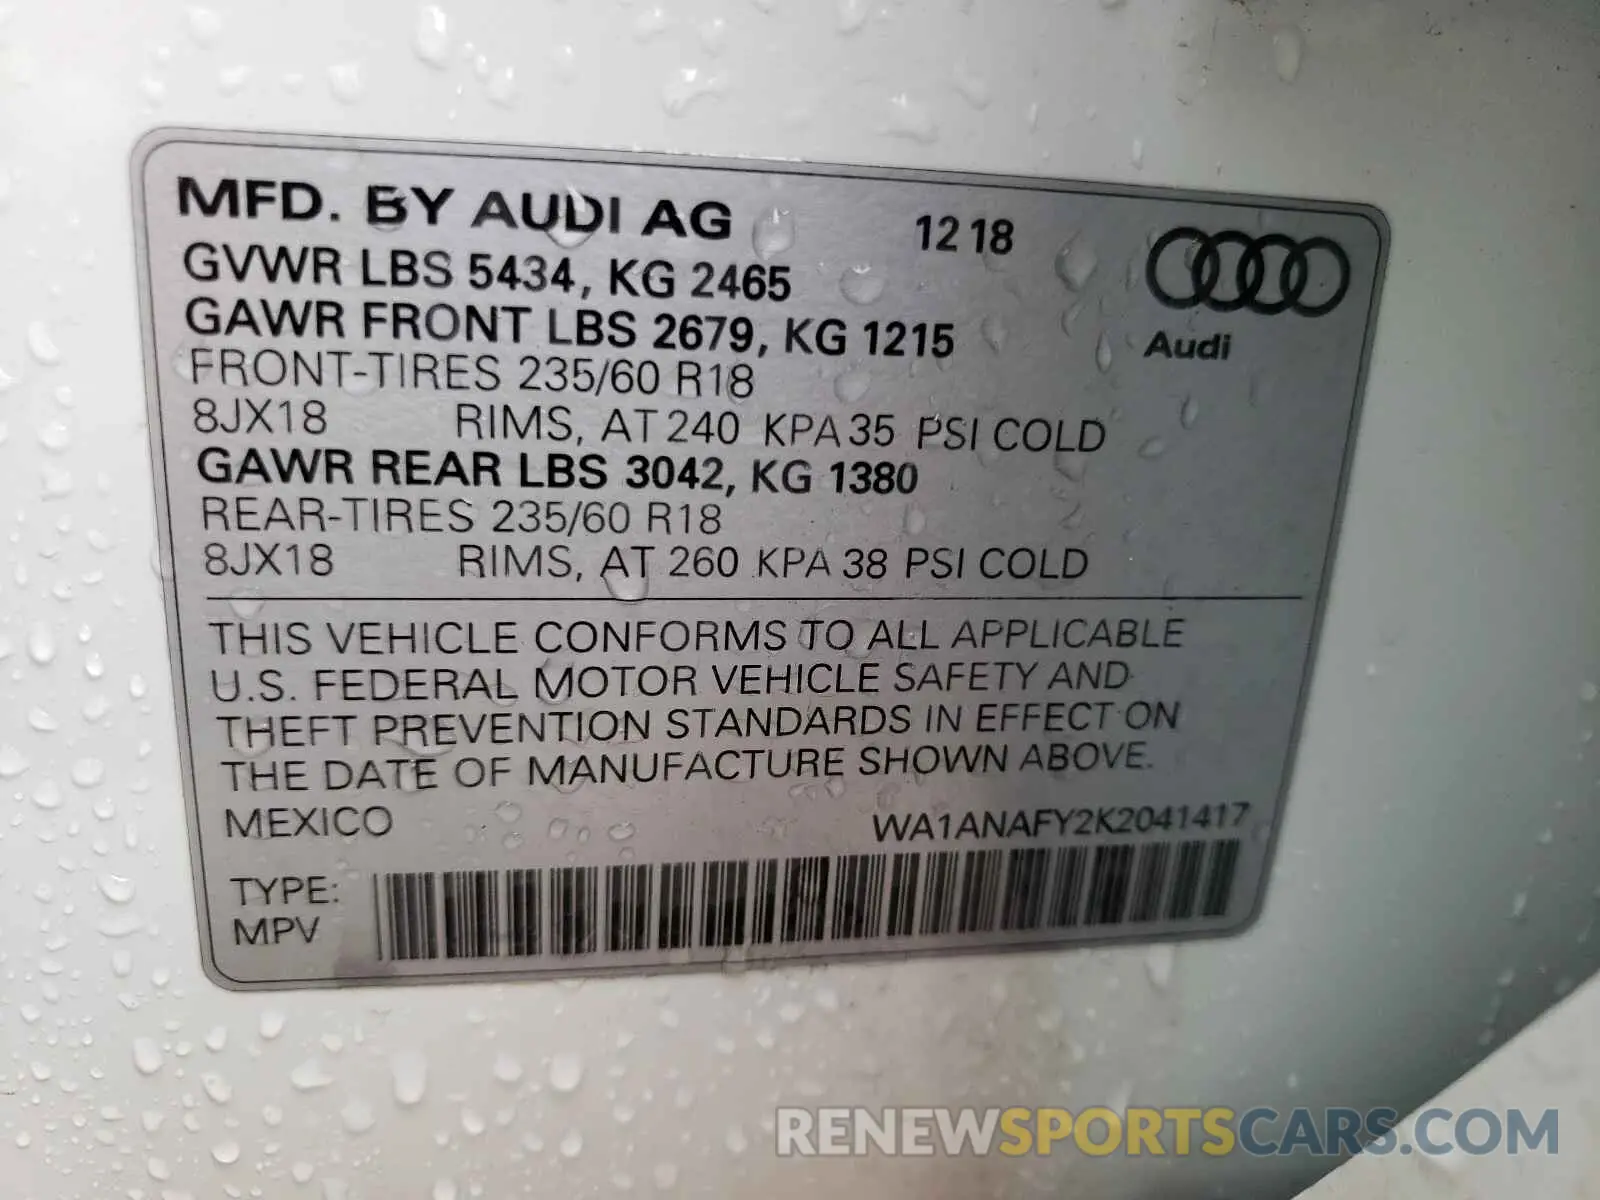 MFD. BY AUDI AG 12 18
GVWR LBS 5434, KG 2465
GAWR FRONT LBS 2679, KG 1215
Audi
FRONT-TIRES 235/60 R18
8JX18 RIMS, AT 240 KPA 35 PSI COLD
GAWR REAR LBS 3042, KG 1380
REAR-TIRES 235/60 R18
8JX18 RIMS, AT 260 KPA 38 PSI COLD
THIS VEHICLE CONFORMS TO ALL APPLICABLE
U.S. FEDERAL MOTOR VEHICLE SAFETY AND
THEFT PREVENTION STANDARDS IN EFFECT ON
THE DATE OF MANUFACTURE SHOWN ABOVE.
MEXICO WA1ANAFY2K2041417
TYPE:
MPV
RENEWSPORTSCARS.COM